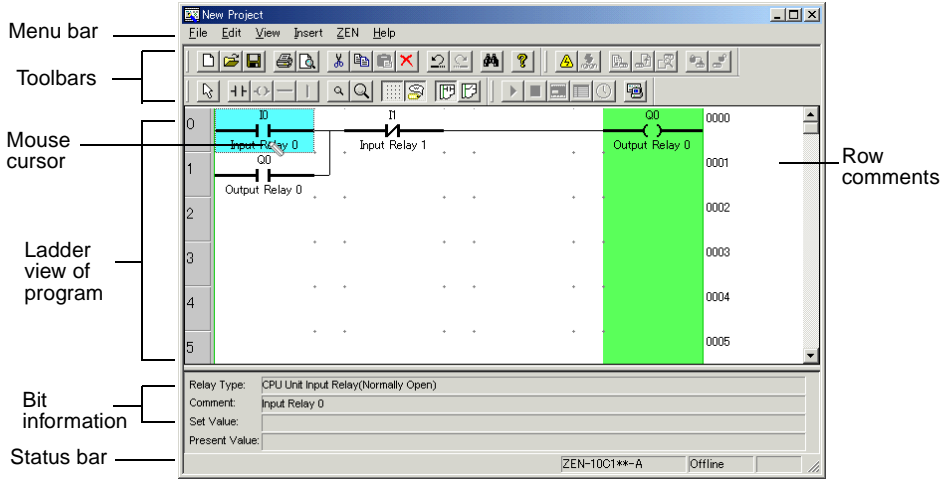 New Project
Menu bar
File Edit View Insert ZEN Help
Toolbars
0 I0 I1 Q0 0000
Mouse cursor
Input Relay 0 Input Relay 1 Output Relay 0
Q0
1 0001
Row comments
Output Relay 0
2 0002
Ladder view of program
3 0003
4 0004
5 0005
Bit information
Relay Type: CPU Unit Input Relay(Normally Open)
Comment: Input Relay 0
Set Value:
Present Value:
Status bar
ZEN-10C1**-A Offline